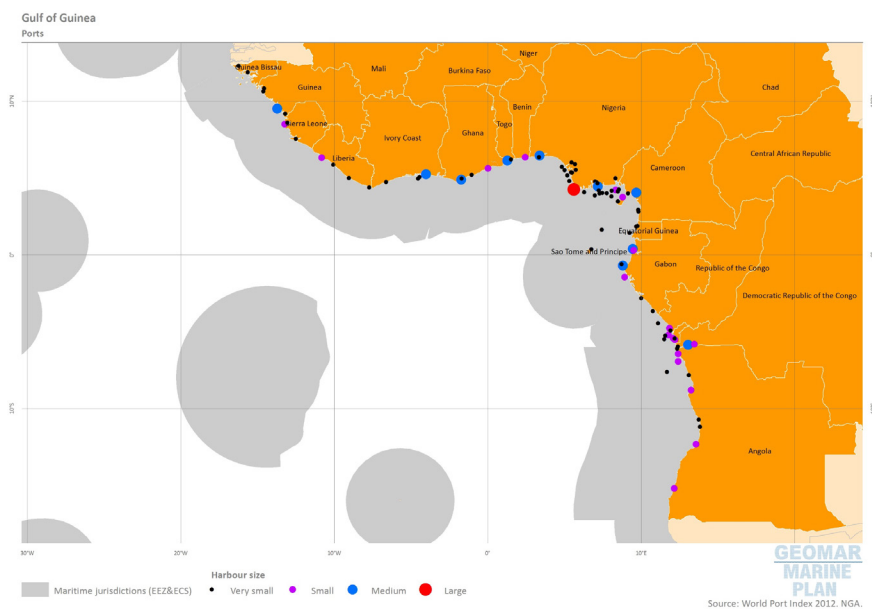 Gulf of Guinea
Ports
Niger
Guinea Bissau
Mali
Burkina Faso
Chad
Guinea
Benin
Nigeria
Sierra Leone
Ivory Coast
Ghana
Togo
Central African Republic
Liberia
Cameroon
Equatorial Guinea
Sao Tome and Principe
0°
Gabon
Republic of the Congo
Democratic Republic of the Congo
Angola
30°W
20°W
10°W
0°
10°E
GEOMAR
MARINE
PLAN
Harbour size
Maritime jurisdictions (EEZ&ECS)
Very small
Small
Medium
Large
Source: World Port Index 2012. NGA.